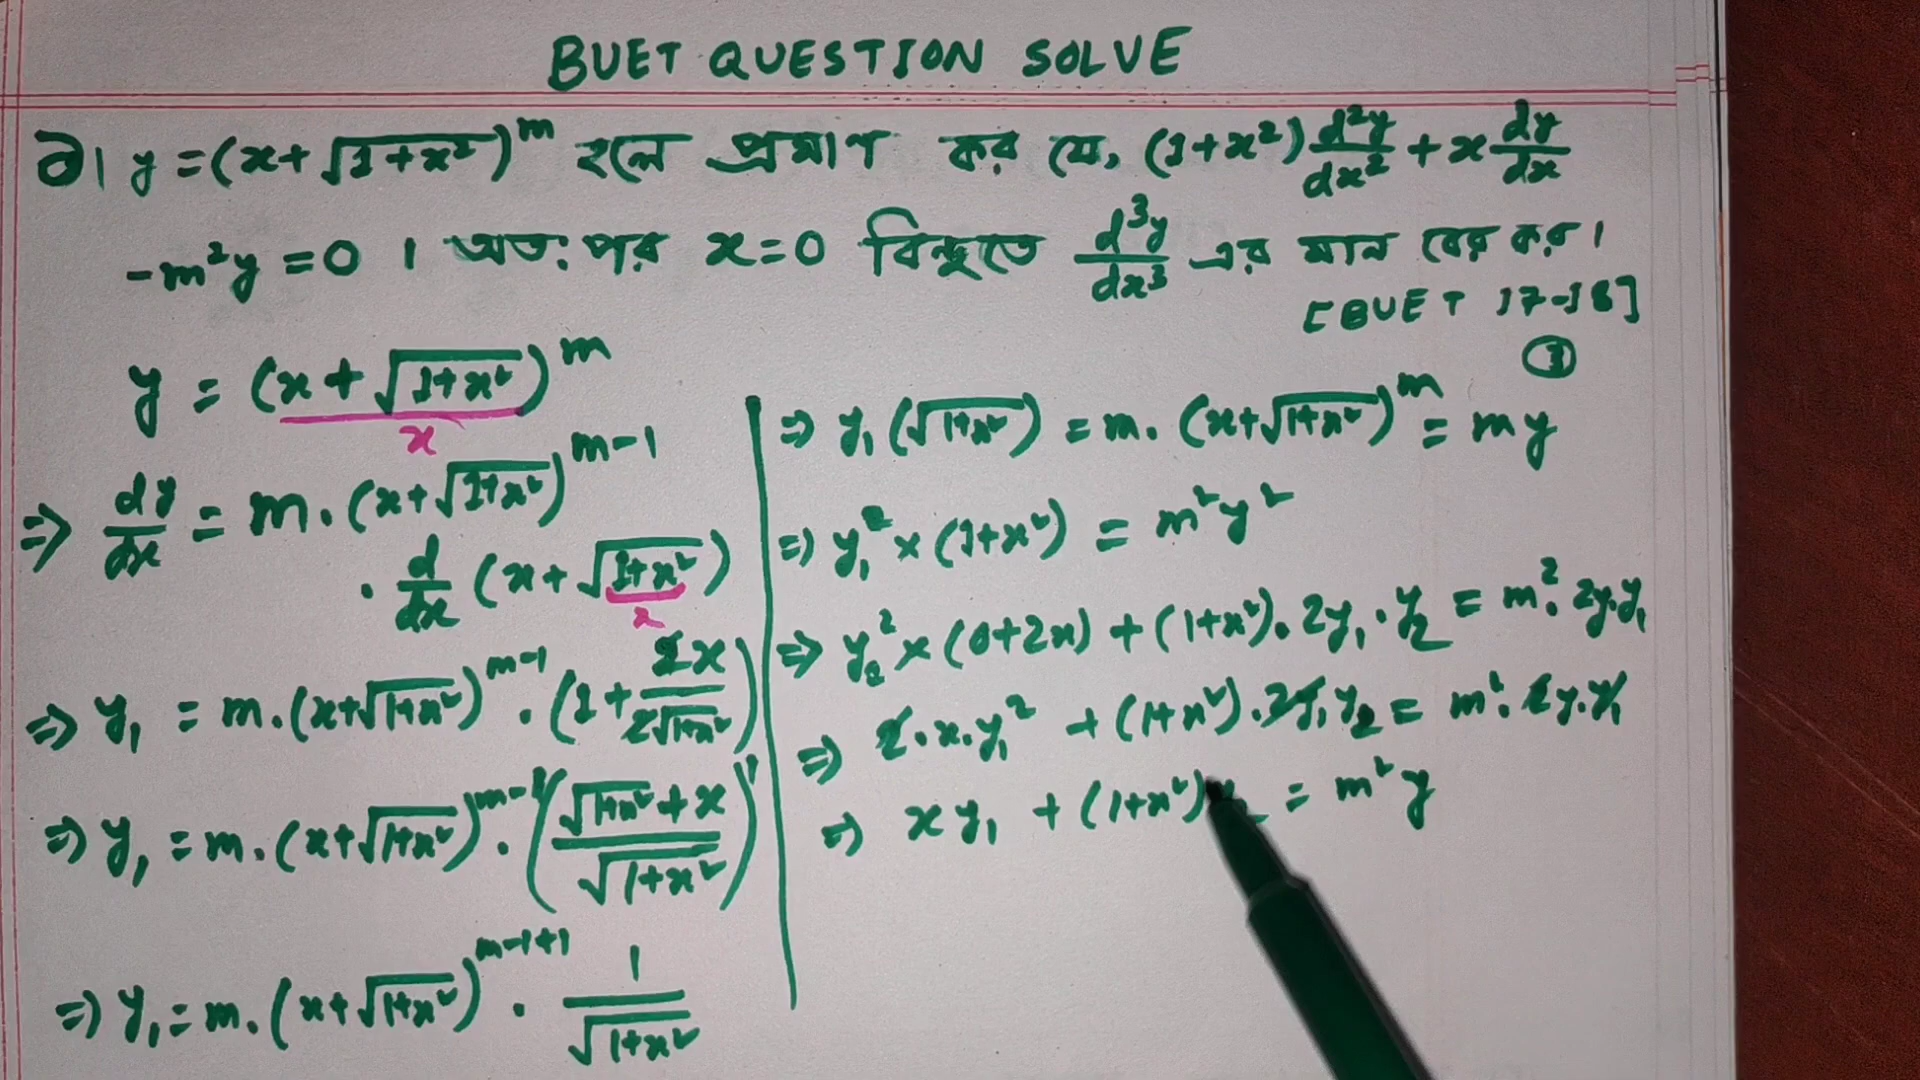 BUET QUESTION SOLVE
৯। y = (x+√(1+x²))^m হলে প্রমাণ কর যে, (1+x²) d²y/dx² + x dy/dx
-m²y = 0 । অত:পর x=0 বিন্দুতে d³y/dx³ এর মান বের কর।
[BUET 17-18]
y = (x+√(1+x²))^m
x
⇒ dy/dx = m.(x+√(1+x²))^(m-1)
. d/dx (x+√(1+x²))
x
⇒ y₁ = m.(x+√(1+x²))^(m-1) . (1+ 2x/(2√(1+x²)))
⇒ y₁ = m.(x+√(1+x²))^(m-1) . ((√(1+x²)+x)/√(1+x²))¹
⇒ y₁ = m.(x+√(1+x²))^(m-1+1) . 1/√(1+x²)
①
⇒ y₁(√(1+x²)) = m.(x+√(1+x²))^m = my
⇒ y₁² × (1+x²) = m²y²
⇒ y₁² × (0+2x) + (1+x²).2y₁.y₂ = m².2y.y₁
⇒ 2.x.y₁² + (1+x²).2y₁y₂ = m².2y.y₁
⇒ xy₁ + (1+x²) = m²y